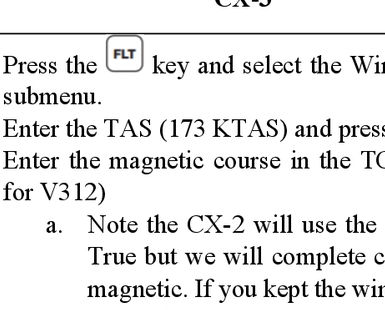 CX-3
Press the FLT key and select the Win
submenu.
Enter the TAS (173 KTAS) and press
Enter the magnetic course in the TC
for V312)
a. Note the CX-2 will use the
True but we will complete c
magnetic. If you kept the win